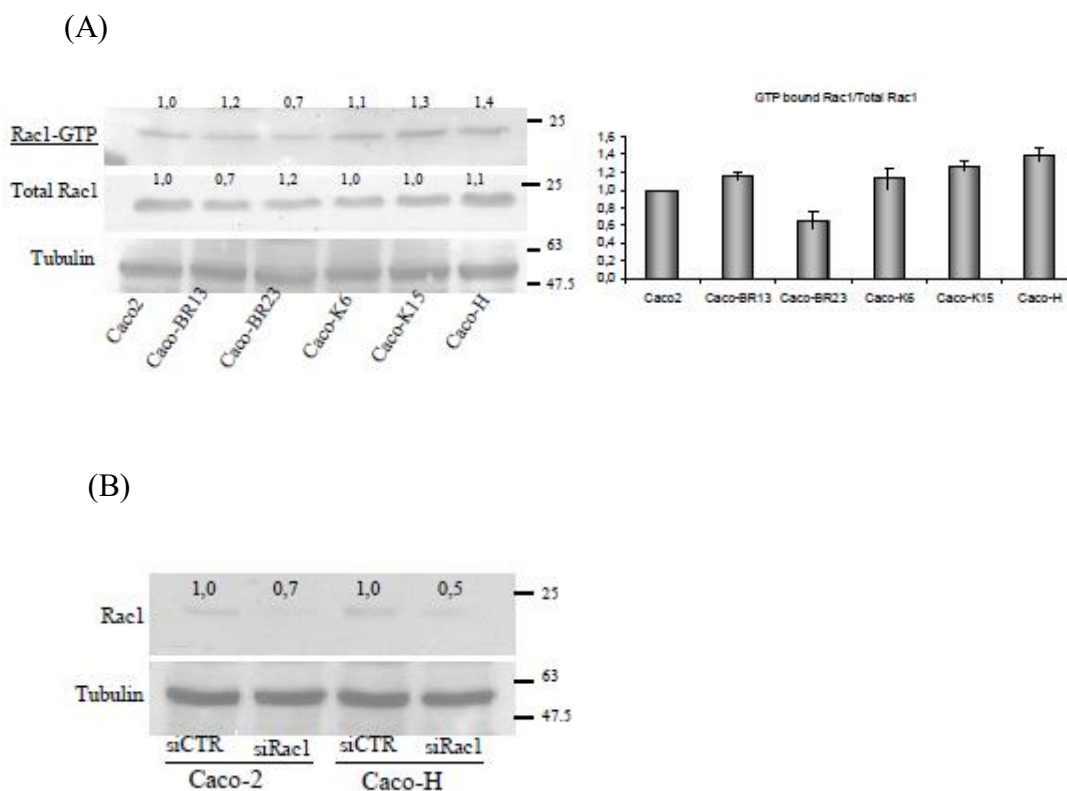 (A)
1,0 1,2 0,7 1,1 1,3 1,4
Rac1-GTP
25
1,0 0,7 1,2 1,0 1,0 1,1
Total Rac1
25
Tubulin
63
47.5
Caco2 Caco-BR13 Caco-BR23 Caco-K6 Caco-K15 Caco-H
GTP bound Rac1/Total Rac1
1,6
1,4
1,2
1,0
0,8
0,6
0,4
0,2
0,0
Caco2 Caco-BR13 Caco-BR23 Caco-K6 Caco-K15 Caco-H
(B)
1,0 0,7 1,0 0,5
Rac1
25
Tubulin
63
47.5
siCTR siRac1 siCTR siRac1
Caco-2 Caco-H